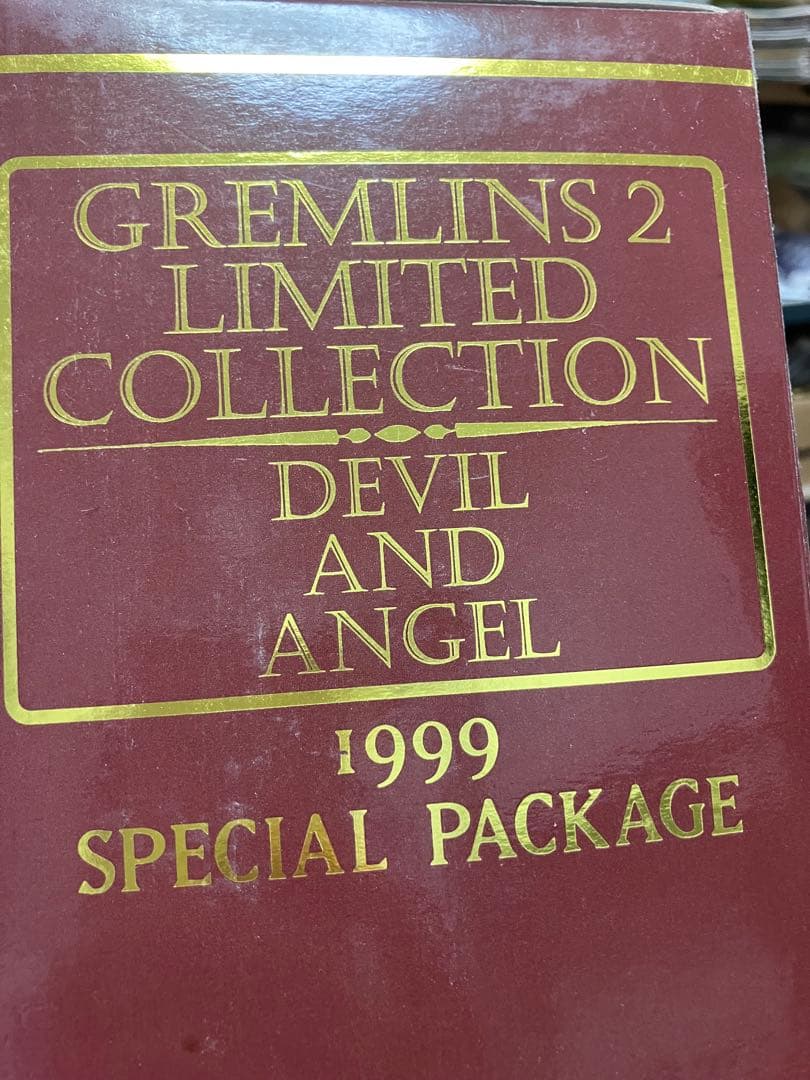 GREMLINS 2
LIMITED
COLLECTION
DEVIL
AND
ANGEL
1999
SPECIAL PACKAGE